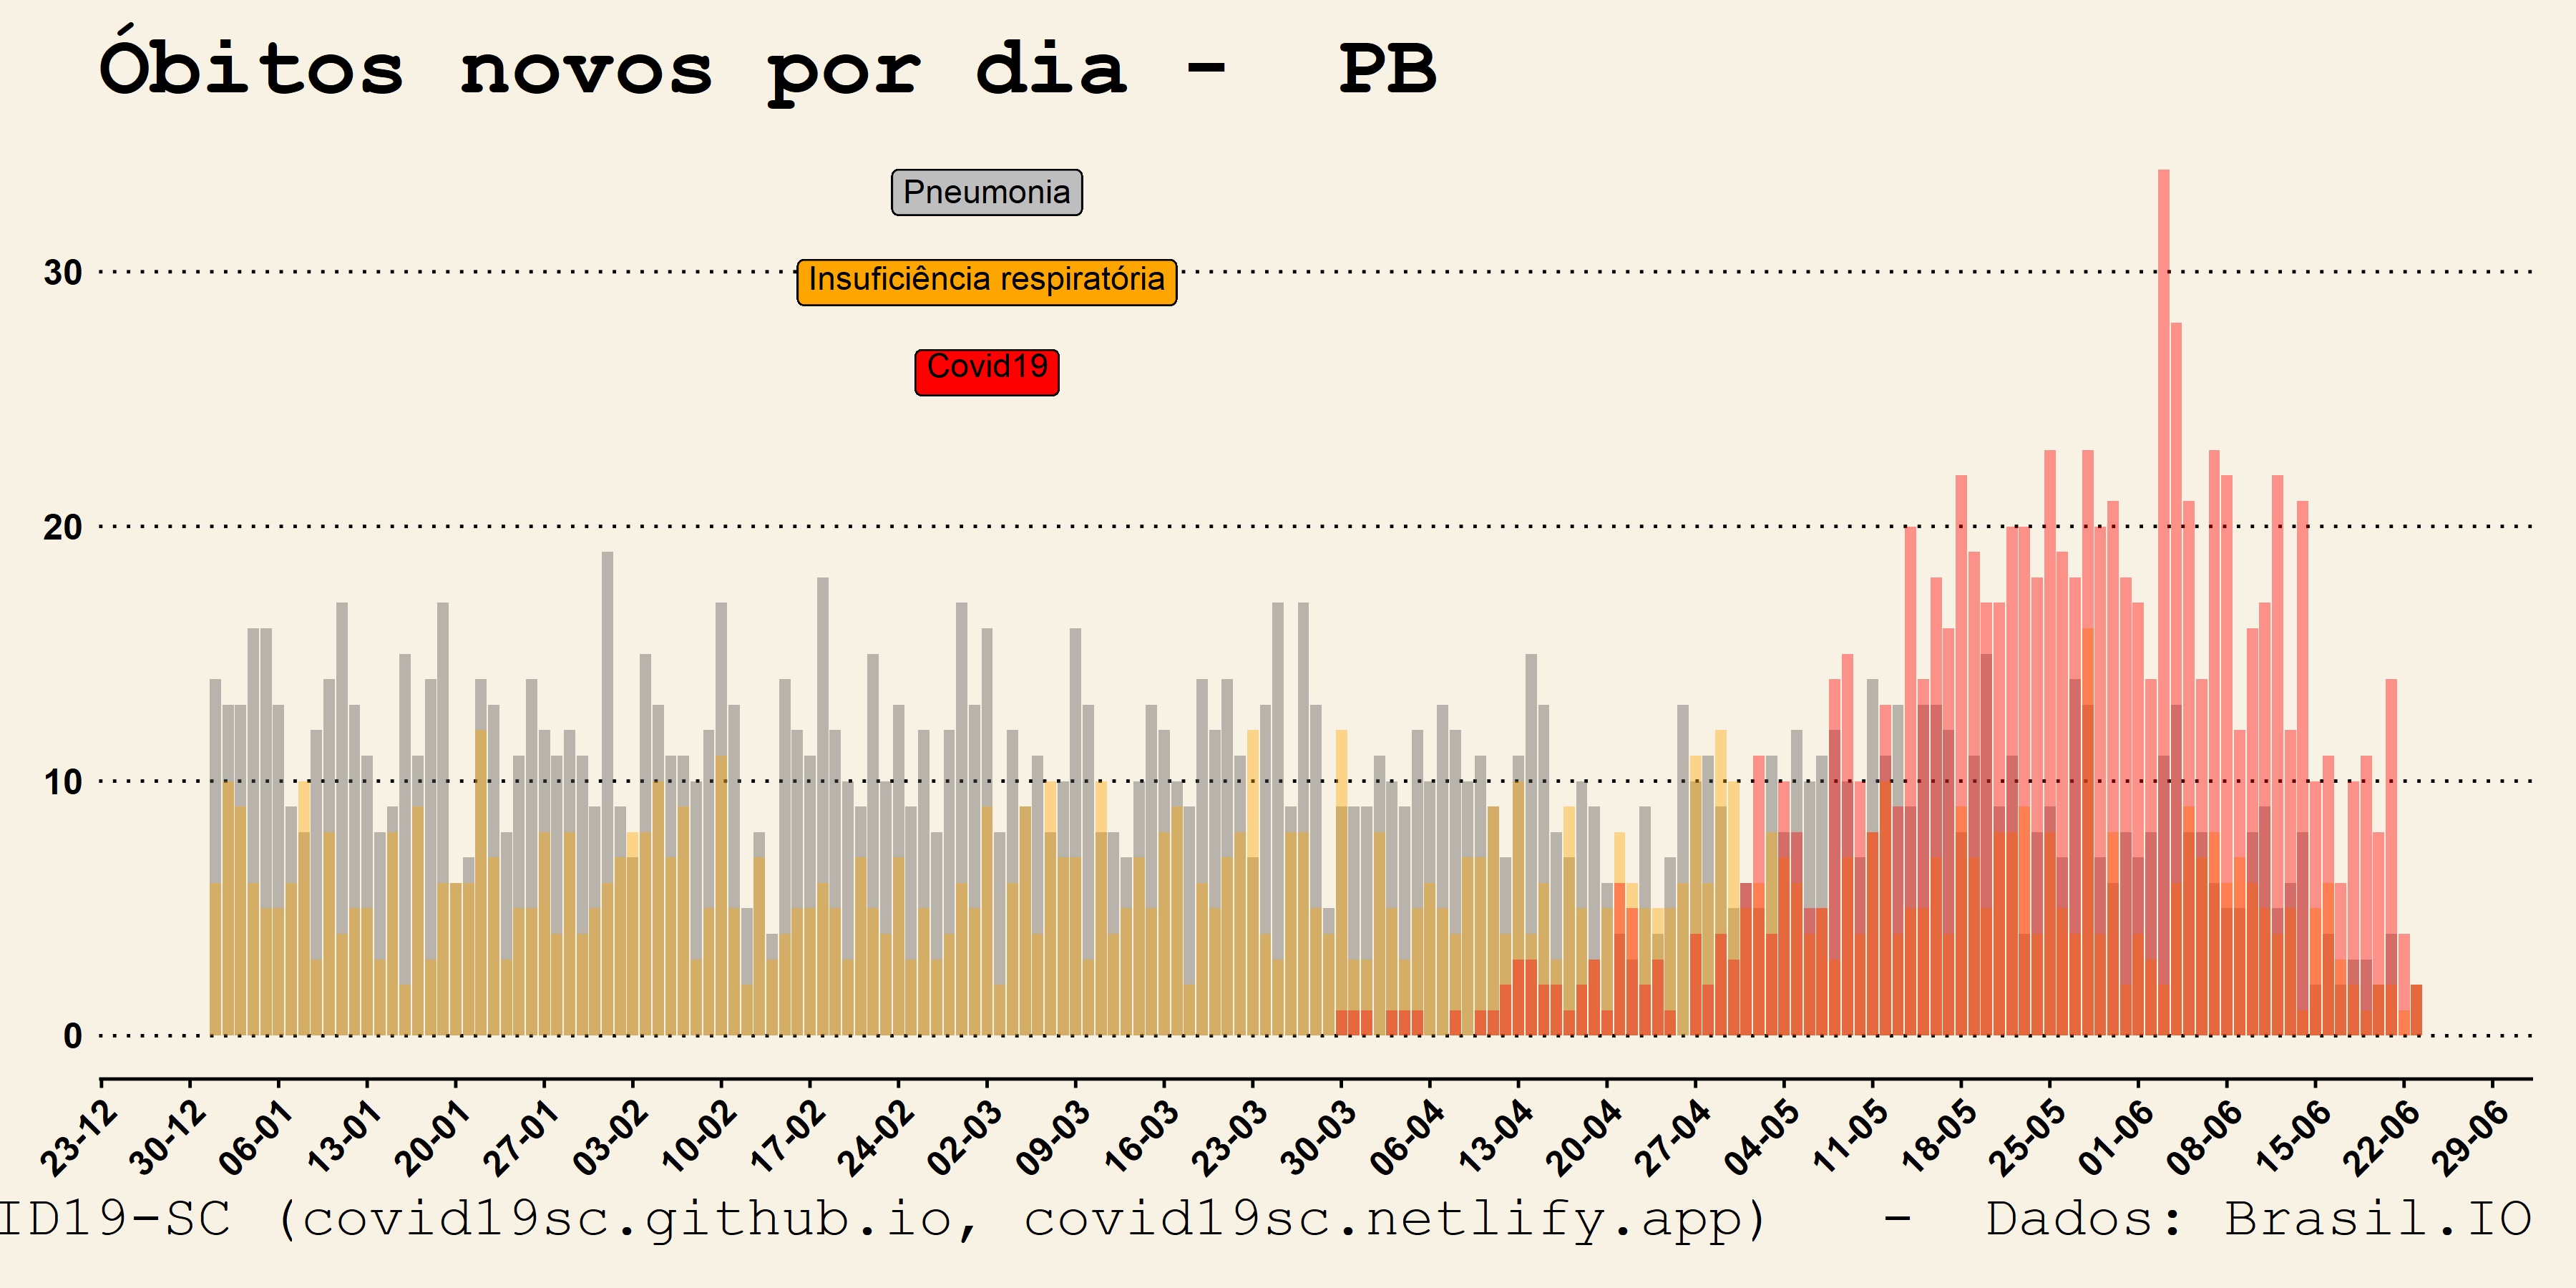 Óbitos novos por dia - PB
Pneumonia
Insuficiência respiratória
Covid19
30
20
10
0
23-12 30-12 06-01 13-01 20-01 27-01 03-02 10-02 17-02 24-02 02-03 09-03 16-03 23-03 30-03 06-04 13-04 20-04 27-04 04-05 11-05 18-05 25-05 01-06 08-06 15-06 22-06 29-06
ID19-SC (covid19sc.github.io, covid19sc.netlify.app) - Dados: Brasil.IO